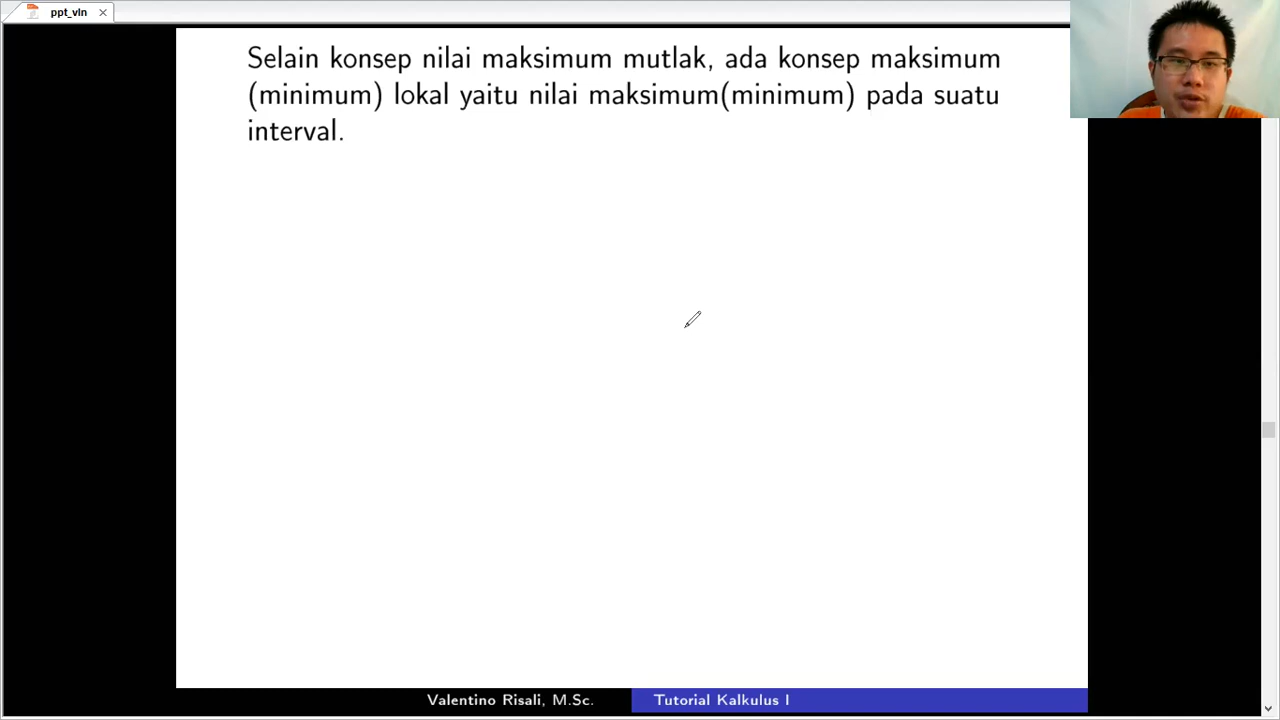 ppt_vln
Selain konsep nilai maksimum mutlak, ada konsep maksimum
(minimum) lokal yaitu nilai maksimum(minimum) pada suatu
interval.
Valentino Risali, M.Sc.
Tutorial Kalkulus I